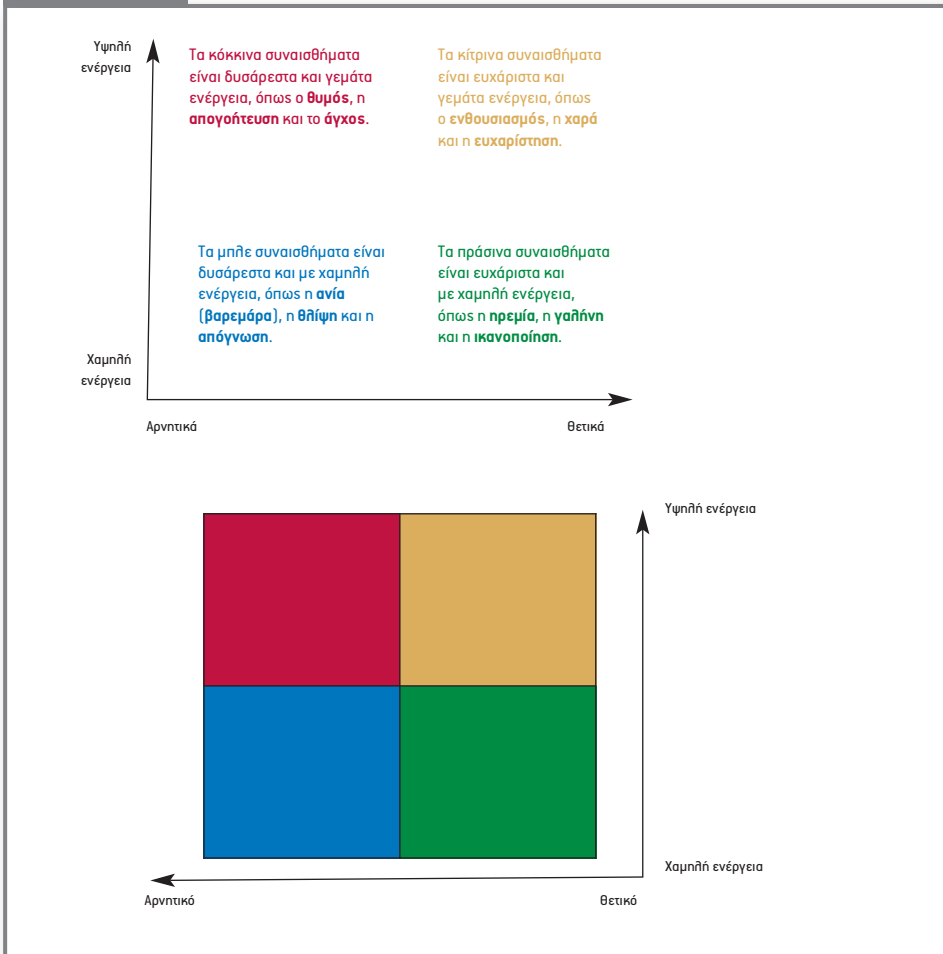 Υψηλή
ενέργεια
Τα κόκκινα συναισθήματα
είναι δυσάρεστα και γεμάτα
ενέργεια, όπως ο θυμός, η
απογοήτευση και το άγχος.
Τα κίτρινα συναισθήματα
είναι ευχάριστα και
γεμάτα ενέργεια, όπως
ο ενθουσιασμός, η χαρά
και η ευχαρίστηση.
Τα μπλε συναισθήματα είναι
δυσάρεστα και με χαμηλή
ενέργεια, όπως η ανία
(βαρεμάρα), η θλίψη και η
απόγνωση.
Τα πράσινα συναισθήματα
είναι ευχάριστα και
με χαμηλή ενέργεια,
όπως η ηρεμία, η γαλήνη
και η ικανοποίηση.
Χαμηλή
ενέργεια
Αρνητικά
Θετικά
Υψηλή ενέργεια
Χαμηλή ενέργεια
Αρνητικό
Θετικό